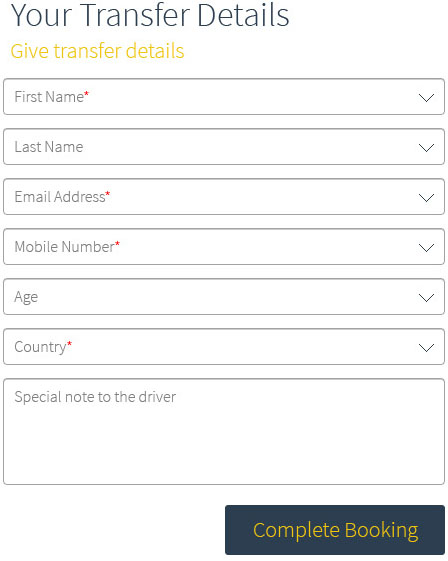 Your Transfer Details
Give transfer details
First Name*
Last Name
Email Address*
Mobile Number*
Age
Country*
Special note to the driver
Complete Booking